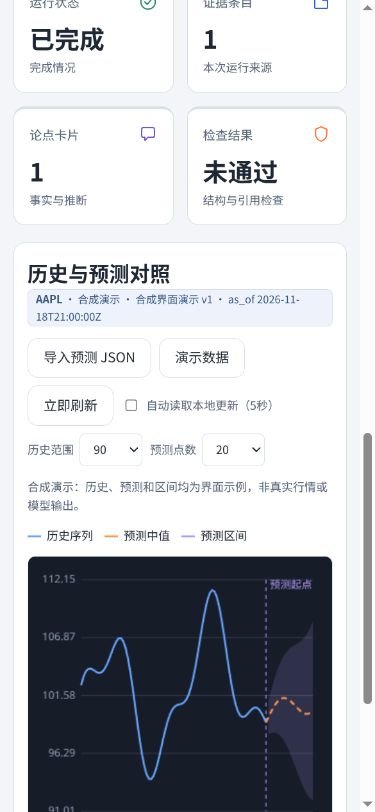 运行状态
证据条目
已完成
1
完成情况
本次运行来源
论点卡片
检查结果
1
未通过
事实与推断
结构与引用检查
历史与预测对照
AAPL · 合成演示 · 合成界面演示 v1 · as_of 2026-11-
18T21:00:00Z
导入预测 JSON
演示数据
立即刷新
自动读取本地更新（5秒）
历史范围 90 预测点数 20
合成演示：历史、预测和区间均为界面示例，非真实行情或
模型输出。
历史序列 预测中值 预测区间
112.15
预测起点
106.87
101.58
96.29
91.01